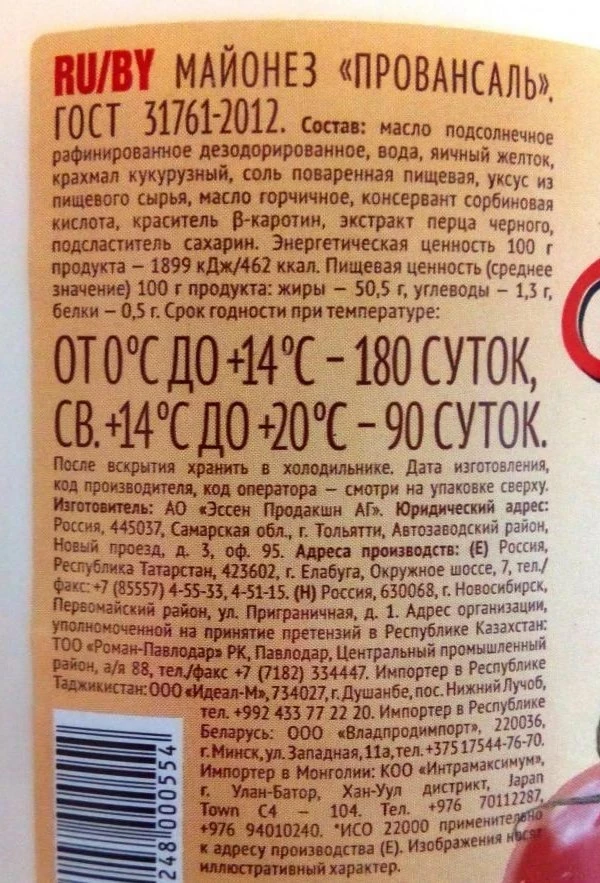 RU/BY МАЙОНЕЗ «ПРОВАНСАЛЬ».
ГОСТ 31761-2012. Состав: масло подсолнечное
рафинированное дезодорированное, вода, яичный желток,
крахмал кукурузный, соль поваренная пищевая, уксус из
пищевого сырья, масло горчичное, консервант сорбиновая
кислота, краситель β-каротин, экстракт перца черного,
подсластитель сахарин. Энергетическая ценность 100 г
продукта – 1899 кДж/462 ккал. Пищевая ценность (среднее
значение) 100 г продукта: жиры – 50,5 г, углеводы – 1,3 г,
белки – 0,5 г. Срок годности при температуре:
ОТ 0°С ДО +14°С – 180 СУТОК,
СВ. +14°С ДО +20°С – 90 СУТОК.
После вскрытия хранить в холодильнике. Дата изготовления,
код производителя, код оператора – смотри на упаковке сверху.
Изготовитель: АО «Эссен Продакшн АГ». Юридический адрес:
Россия, 445037, Самарская обл., г. Тольятти, Автозаводский район,
Новый проезд, д. 3, оф. 95. Адреса производств: (Е) Россия,
Республика Татарстан, 423602, г. Елабуга, Окружное шоссе, 7, тел./
факс: +7 (85557) 4-55-33, 4-51-15. (Н) Россия, 630068, г. Новосибирск,
Первомайский район, ул. Приграничная, д. 1. Адрес организации,
уполномоченной на принятие претензий в Республике Казахстан:
ТОО «Роман-Павлодар» РК, Павлодар, Центральный промышленный
район, а/я 88, тел./факс +7 (7182) 334447. Импортер в Республике
Таджикистан: ООО «Идеал-М», 734027, г. Душанбе, пос. Нижний Лучоб,
тел. +992 433 77 22 20. Импортер в Республике
Беларусь: ООО «Владпродимпорт», 220036,
г. Минск, ул. Западная, 11а, тел. +375 17544-76-70.
Импортер в Монголии: КОО «Интрамаксимум»,
г. Улан-Батор, Хан-Уул дистрикт, Japan
Town C4 – 104. Тел. +976 70112287,
+976 94010240. *ИСО 22000 применительно
к адресу производства (Е). Изображения носят
иллюстративный характер.
248 000554